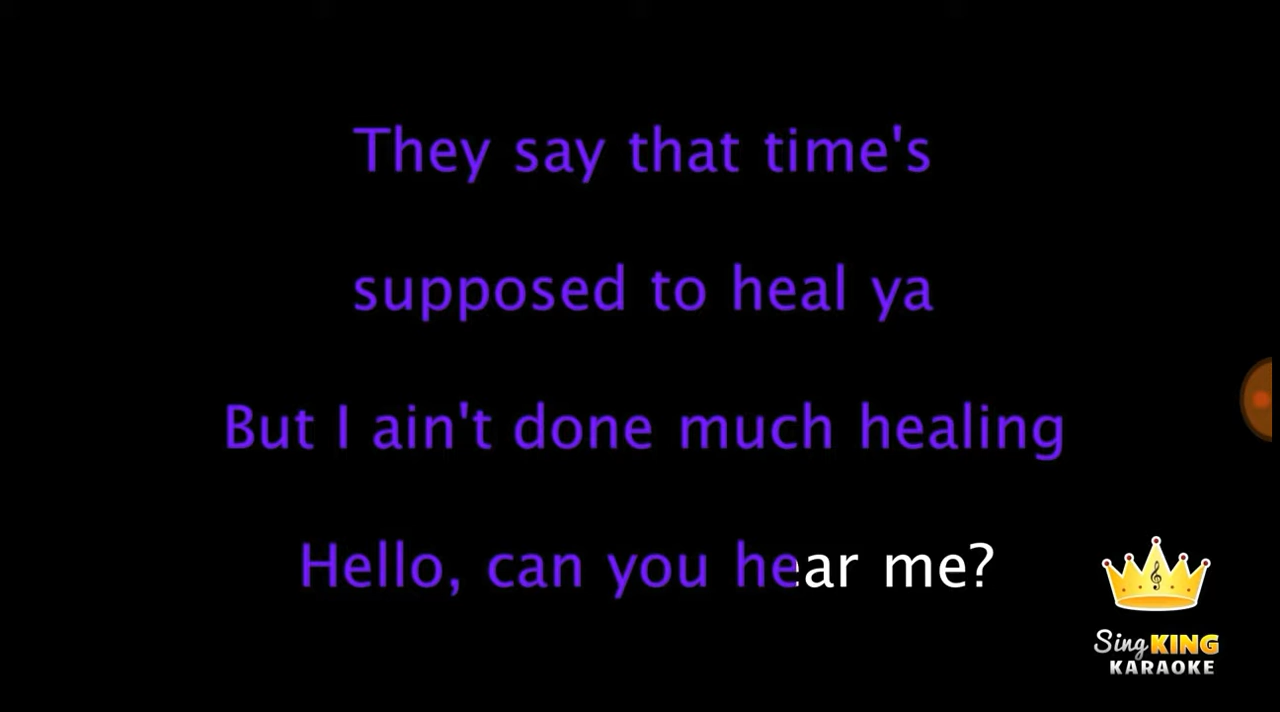 They say that time's
supposed to heal ya
But I ain't done much healing
Hello, can you hear me?
Sing KING
KARAOKE